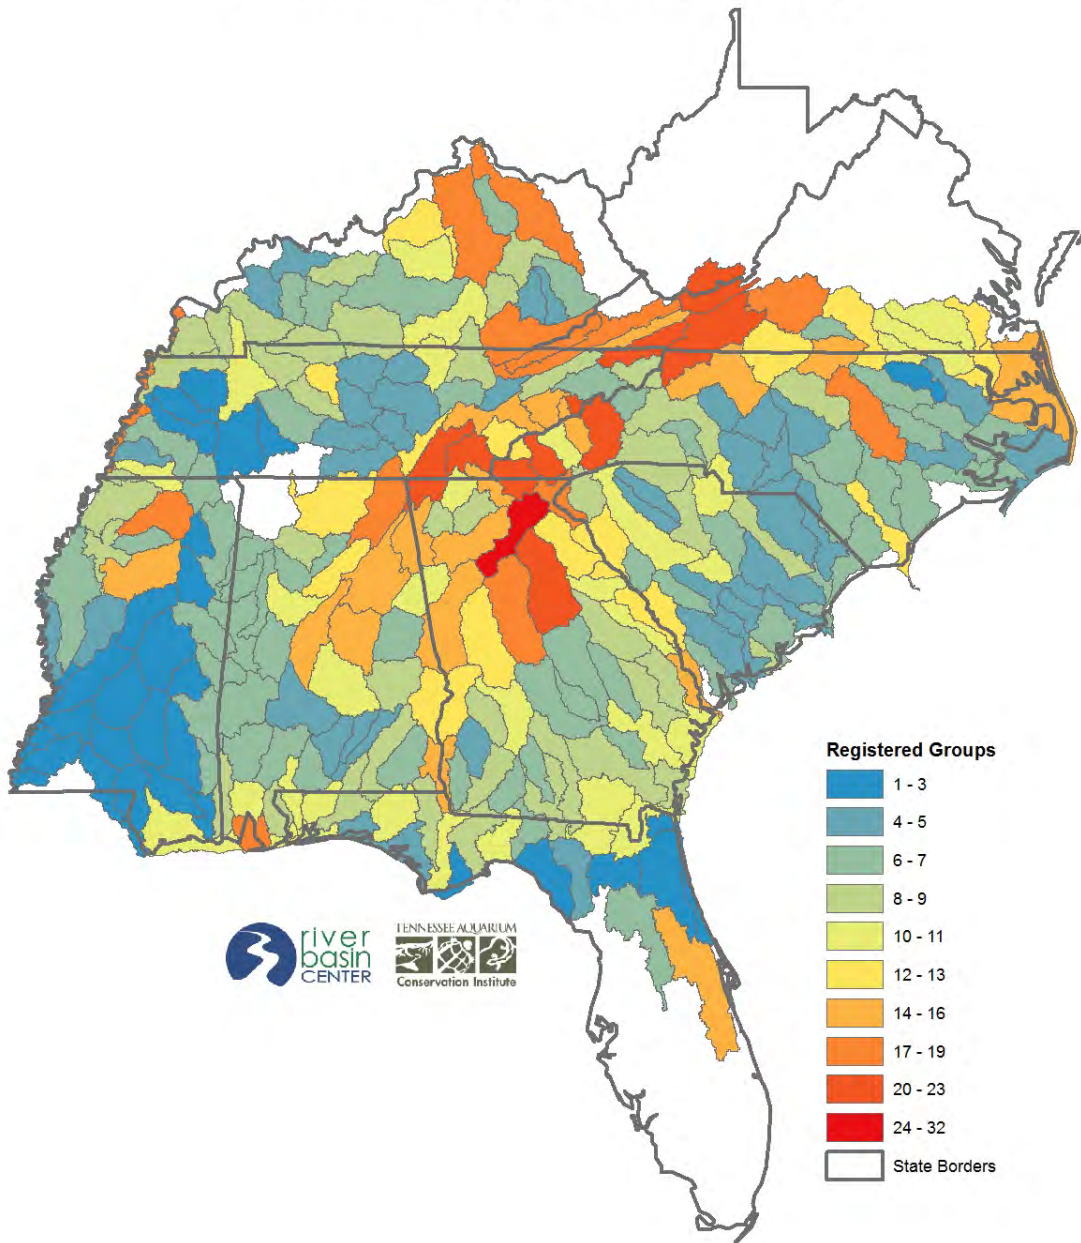 Registered Groups
1 - 3
4 - 5
6 - 7
8 - 9
10 - 11
12 - 13
14 - 16
17 - 19
20 - 23
24 - 32
State Borders
river
basin
CENTER
TENNESSEE AQUARIUM
Conservation Institute